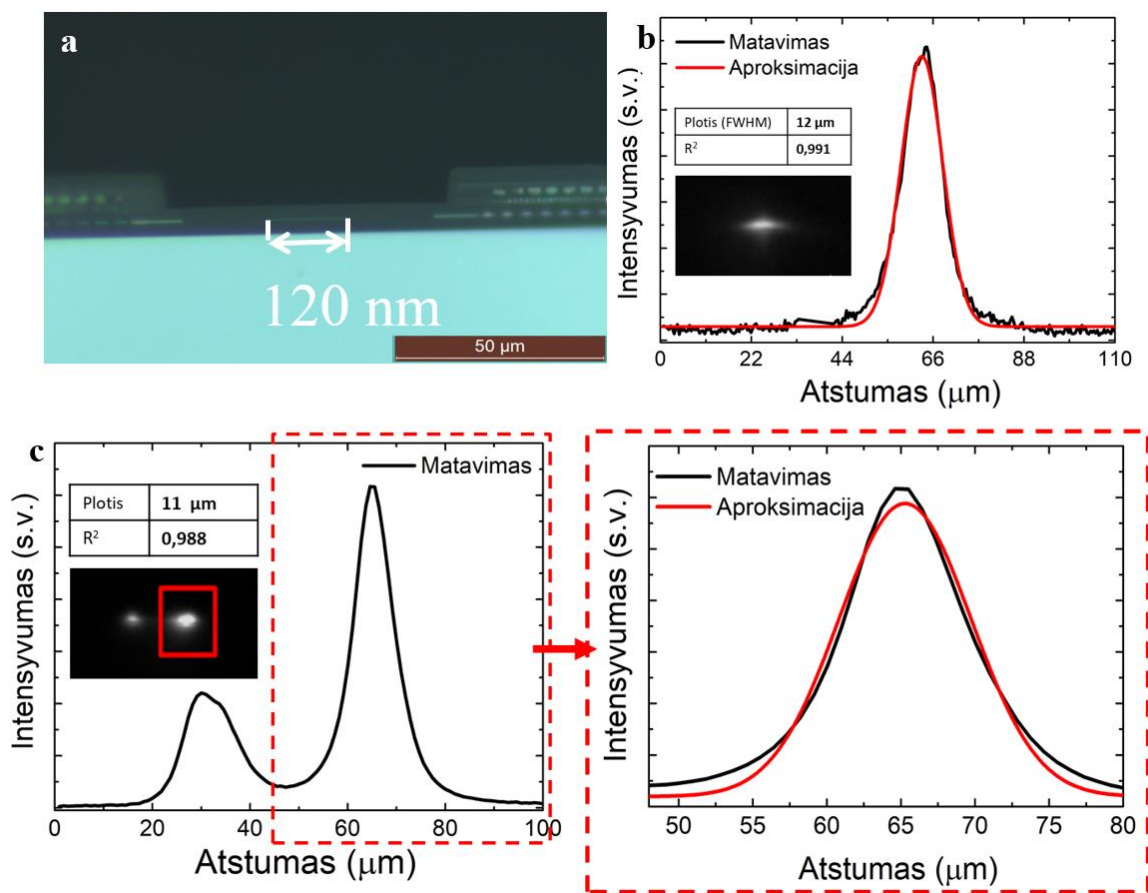 a
120 nm
50 µm
b
Matavimas
Aproksimacija
Plotis (FWHM) 12 µm
R² 0,991
Intensyvumas (s.v.)
0 22 44 66 88 110
Atstumas (µm)
c
Matavimas
Plotis 11 µm
R² 0,988
Intensyvumas (s.v.)
0 20 40 60 80 100
Atstumas (µm)
Matavimas
Aproksimacija
Intensyvumas (s.v.)
50 55 60 65 70 75 80
Atstumas (µm)